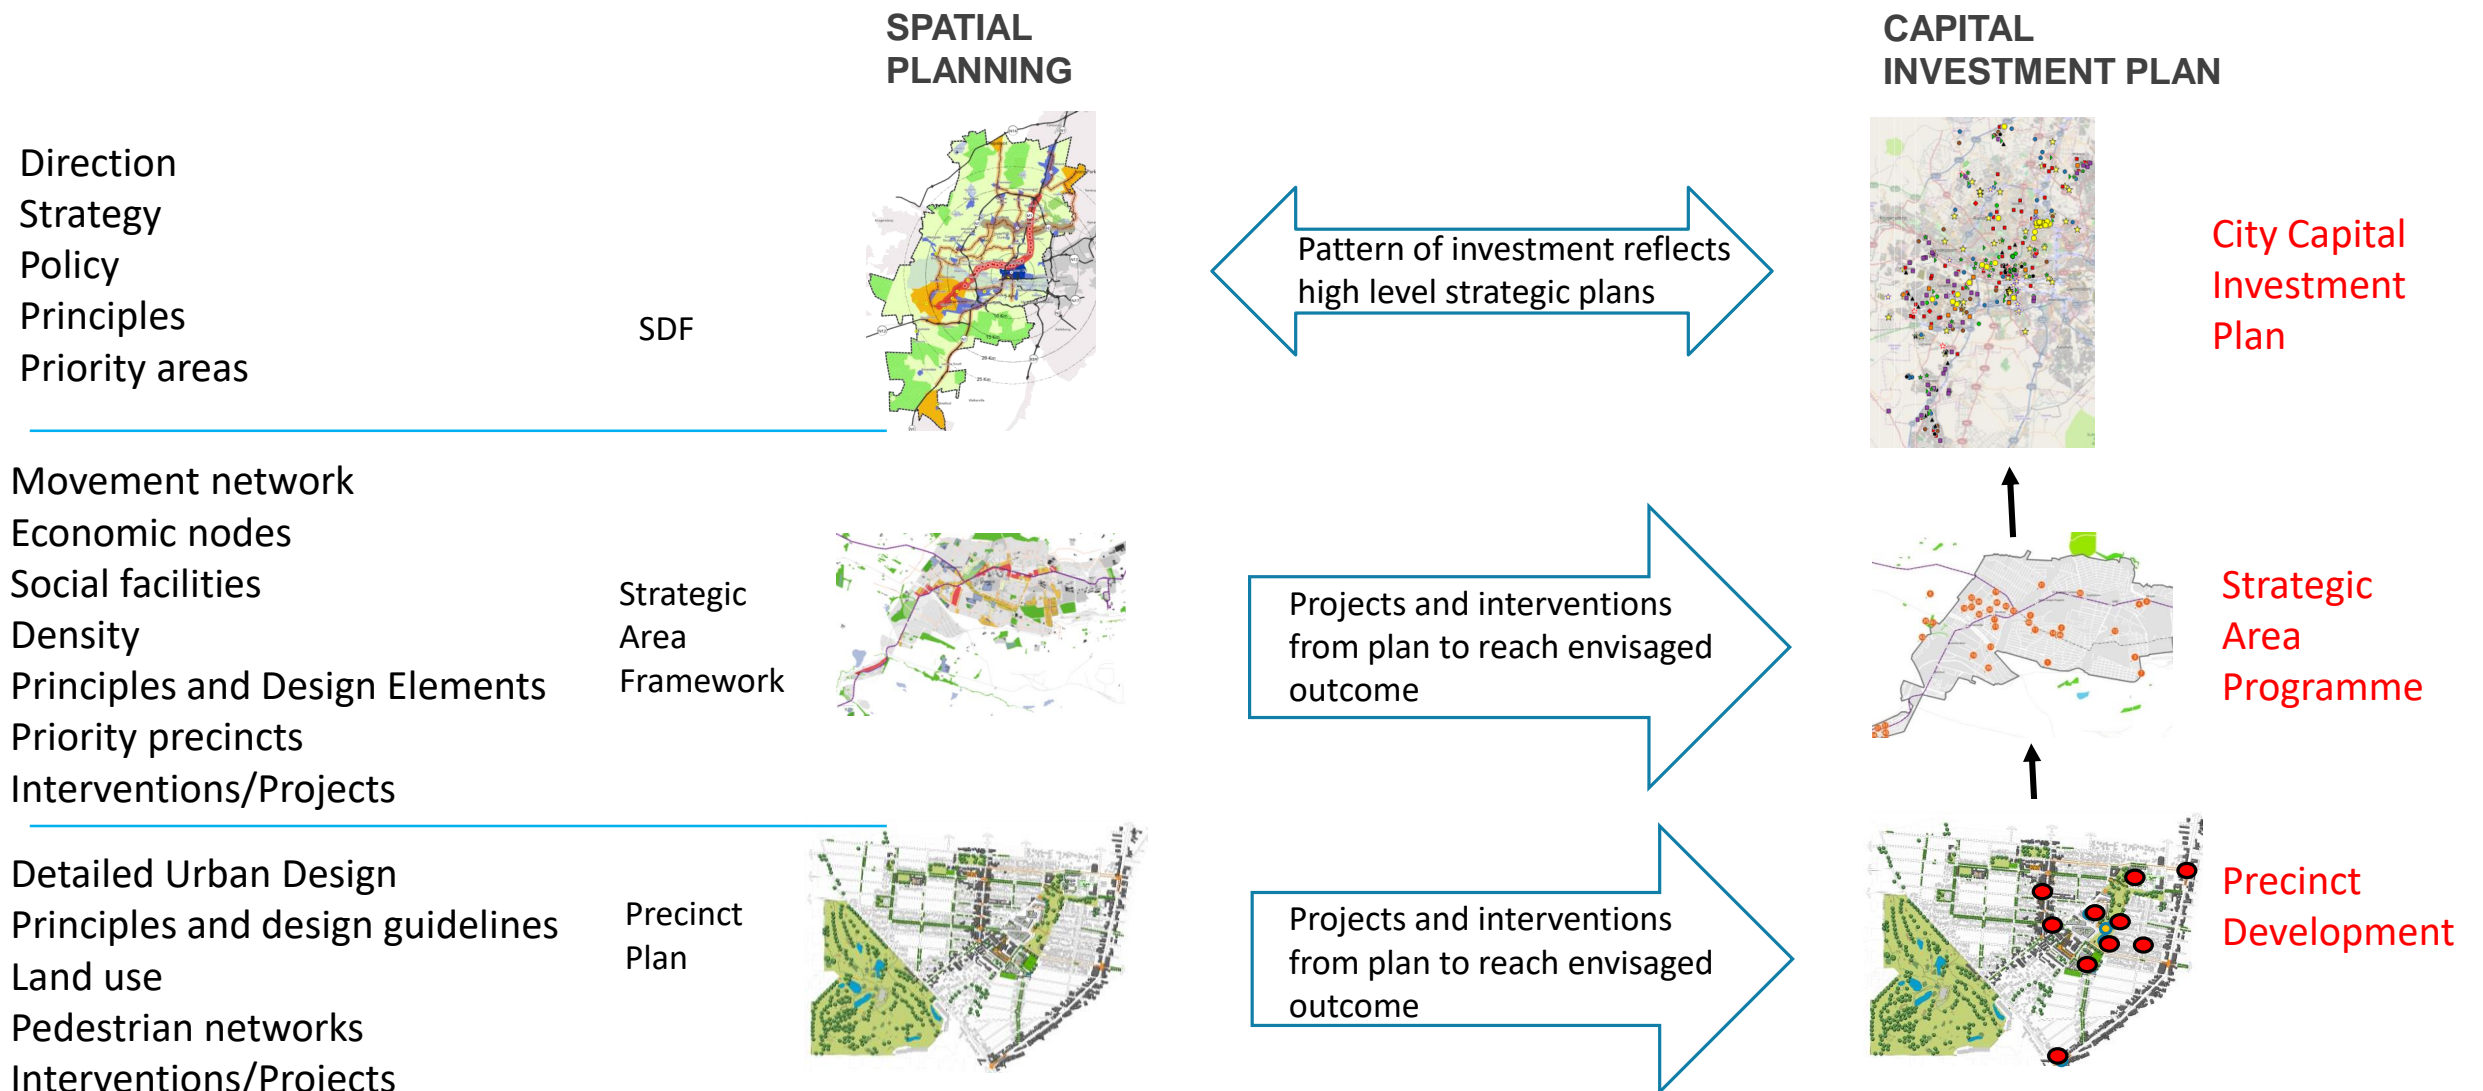 SPATIAL
PLANNING
CAPITAL
INVESTMENT PLAN
Direction
Strategy
Policy
Principles
Priority areas
SDF
Pattern of investment reflects
high level strategic plans
City Capital
Investment
Plan
Movement network
Economic nodes
Social facilities
Density
Principles and Design Elements
Priority precincts
Interventions/Projects
Strategic
Area
Framework
Projects and interventions
from plan to reach envisaged
outcome
Strategic
Area
Programme
Detailed Urban Design
Principles and design guidelines
Land use
Pedestrian networks
Interventions/Projects
Precinct
Plan
Projects and interventions
from plan to reach envisaged
outcome
Precinct
Development